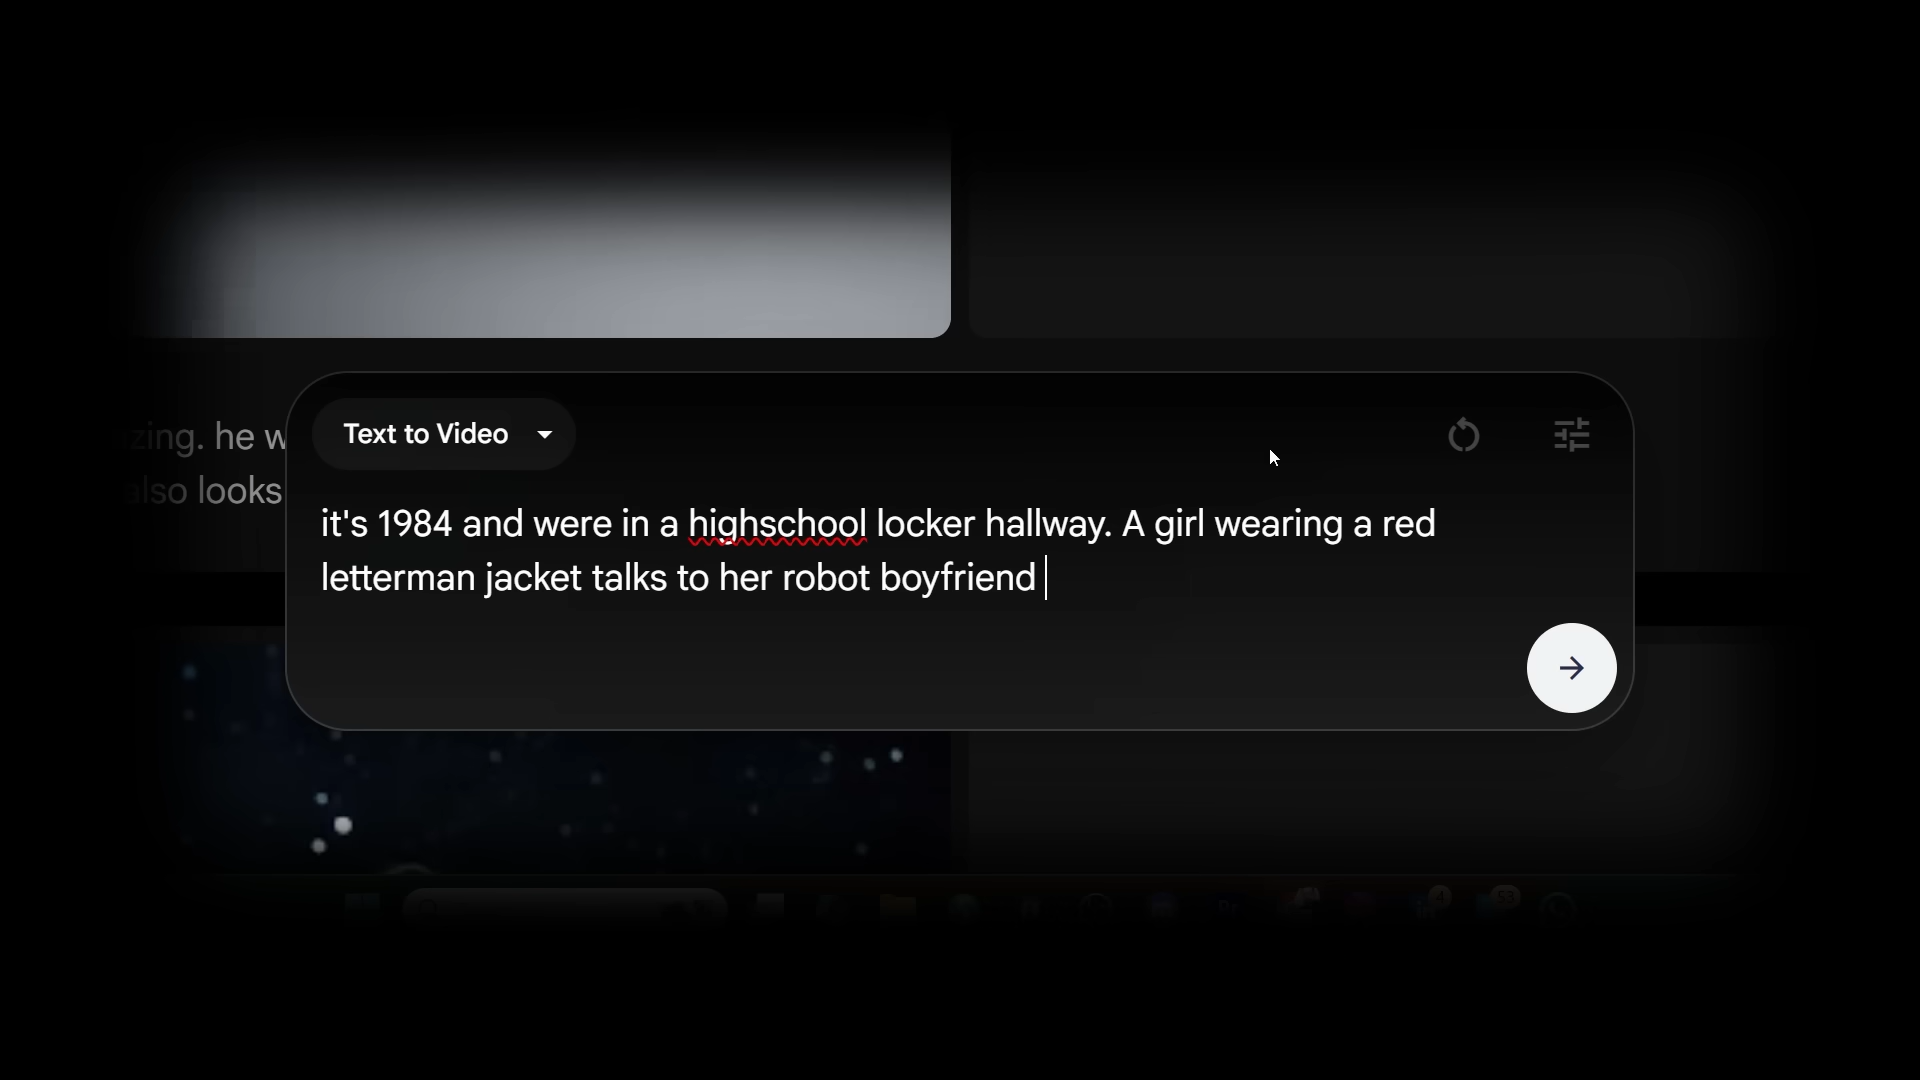 zing. he w
also looks
Text to Video
it's 1984 and were in a highschool locker hallway. A girl wearing a red
letterman jacket talks to her robot boyfriend